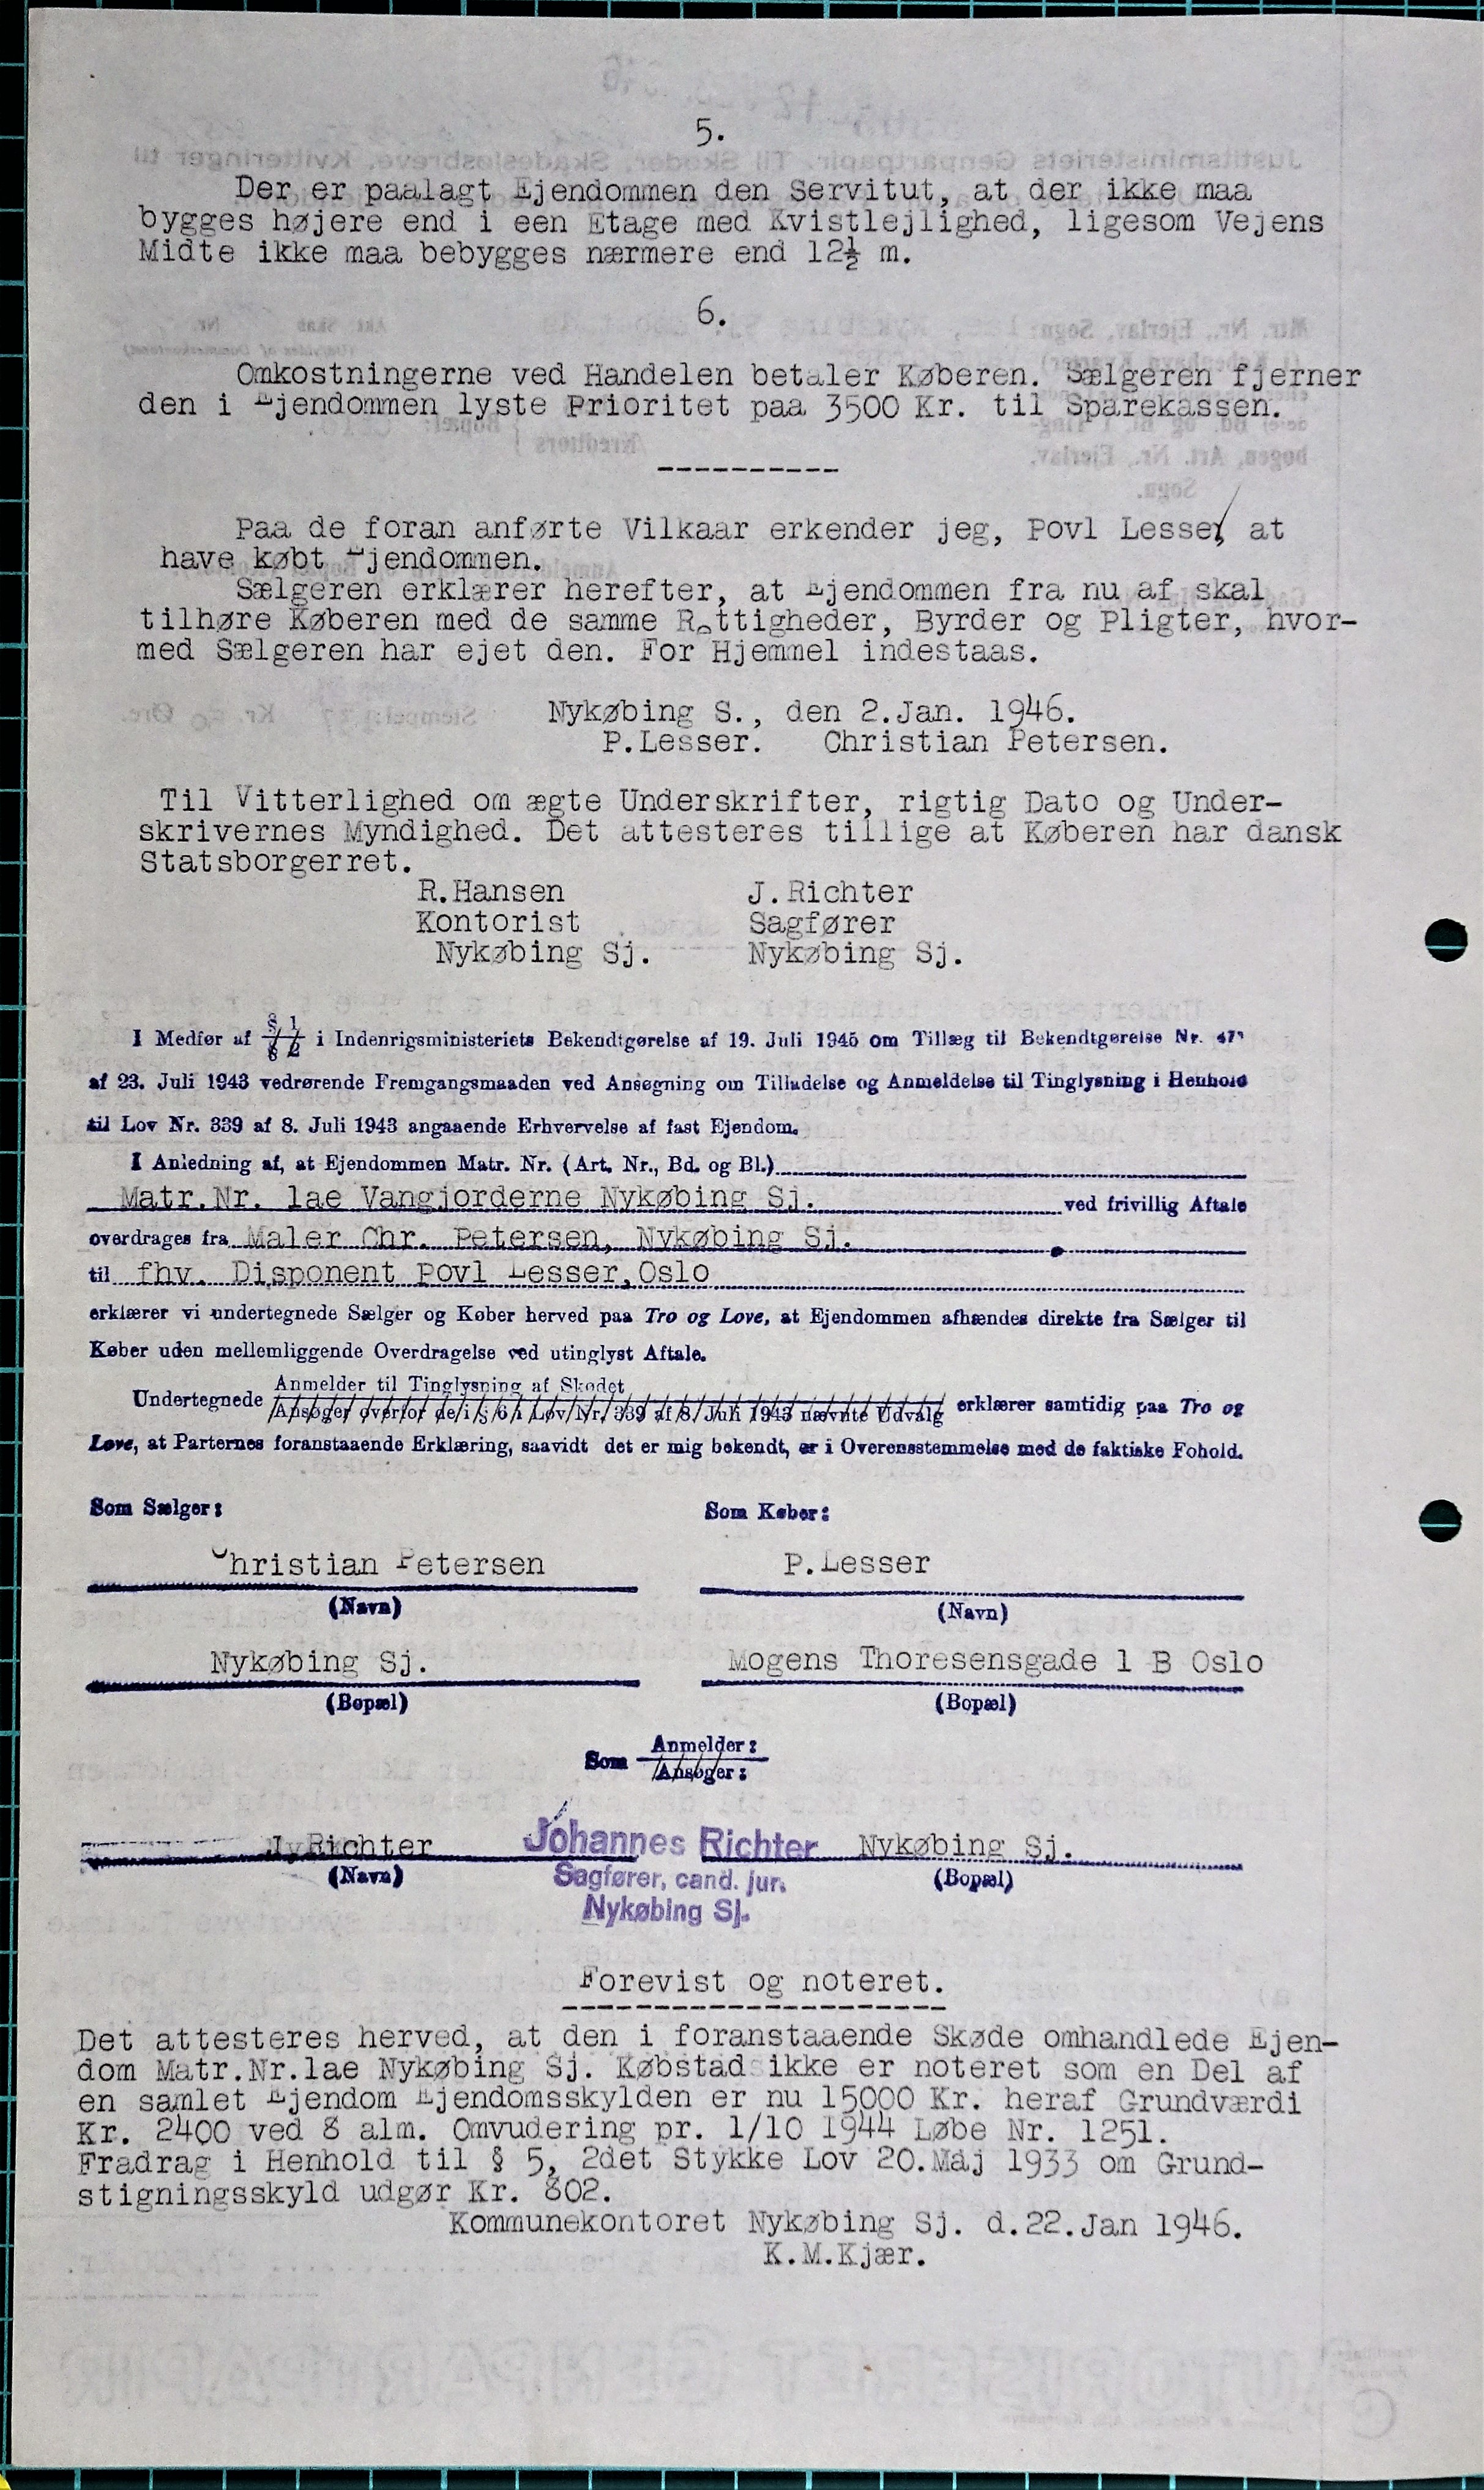 5.
Der er paalagt Ejendommen den Servitut, at der ikke maa
bygges højere end i een Etage med Kvistlejlighed, ligesom Vejens
Midte ikke maa bebygges nærmere end 12½ m.
6.
Omkostningerne ved Handelen betaler Køberen. Sælgeren fjerner
den i Ejendommen lyste Prioritet paa 3500 Kr. til Sparekassen.
----------
Paa de foran anførte Vilkaar erkender jeg, Povl Lesser, at
have købt Ejendommen.
Sælgeren erklærer herefter, at Ejendommen fra nu af skal
tilhøre Køberen med de samme Rettigheder, Byrder og Pligter, hvor-
med Sælgeren har ejet den. For Hjemmel indestaas.
Nykøbing S., den 2.Jan. 1946.
P.Lesser. Christian Petersen.
Til Vitterlighed om ægte Underskrifter, rigtig Dato og Under-
skrivernes Myndighed. Det attesteres tillige at Køberen har dansk
Statsborgerret.
R.Hansen J.Richter
Kontorist Sagfører
Nykøbing Sj. Nykøbing Sj.
§ 1
I Medfør af § 2 i Indenrigsministeriets Bekendtgørelse af 19. Juli 1945 om Tillæg til Bekendtgørelse Nr.
af 23. Juli 1943 vedrørende Fremgangsmaaden ved Ansøgning om Tilladelse og Anmeldelse til Tinglysning i Henhold
til Lov Nr. 339 af 8. Juli 1943 angaaende Erhvervelse af fast Ejendom.
I Anledning af, at Ejendommen Matr. Nr. (Art. Nr., Bd. og Bl.)
Matr.Nr. lae Vangjorderne Nykøbing Sj. ved frivillig Aftale
overdrages fra Maler Chr. Petersen, Nykøbing Sj.
til fhv. Disponent Povl Lesser, Oslo
erklærer vi undertegnede Sælger og Køber herved paa Tro og Love, at Ejendommen afhændes direkte fra Sælger til
Køber uden mellemliggende Overdragelse ved utinglyst Aftale.
Anmelder til Tinglysning af Skødet
Undertegnede Ansøger overfor de i § 6 i Lov Nr. 339 af 8. Juli 1943 nævnte Udvalg erklærer samtidig paa Tro og
Love, at Parternes foranstaaende Erklæring, saavidt det er mig bekendt, er i Overensstemmelse med de faktiske Fohold.
Som Sælger: Som Køber:
Christian Petersen P.Lesser
(Navn) (Navn)
Nykøbing Sj. Mogens Thoresensgade 1 B Oslo
(Bopæl) (Bopæl)
Som Anmelder:
Ansøger:
J.Richter Johannes Richter Nykøbing Sj.
(Navn) Sagfører, cand. jur. (Bopæl)
Nykøbing Sj.
Forevist og noteret.
Det attesteres herved, at den i foranstaaende Skøde omhandlede Ejen-
dom Matr.Nr.lae Nykøbing Sj. Købstads ikke er noteret som en Del af
en samlet Ejendom Ejendomsskylden er nu 15000 Kr. heraf Grundværdi
Kr. 2400 ved 8 alm. Omvudering pr. 1/10 1944 Løbe Nr. 1251.
Fradrag i Henhold til § 5, 2det Stykke Lov 20.Maj 1933 om Grund-
stigningsskyld udgør Kr. 802.
Kommunekontoret Nykøbing Sj. d.22.Jan 1946.
K.M.Kjær.